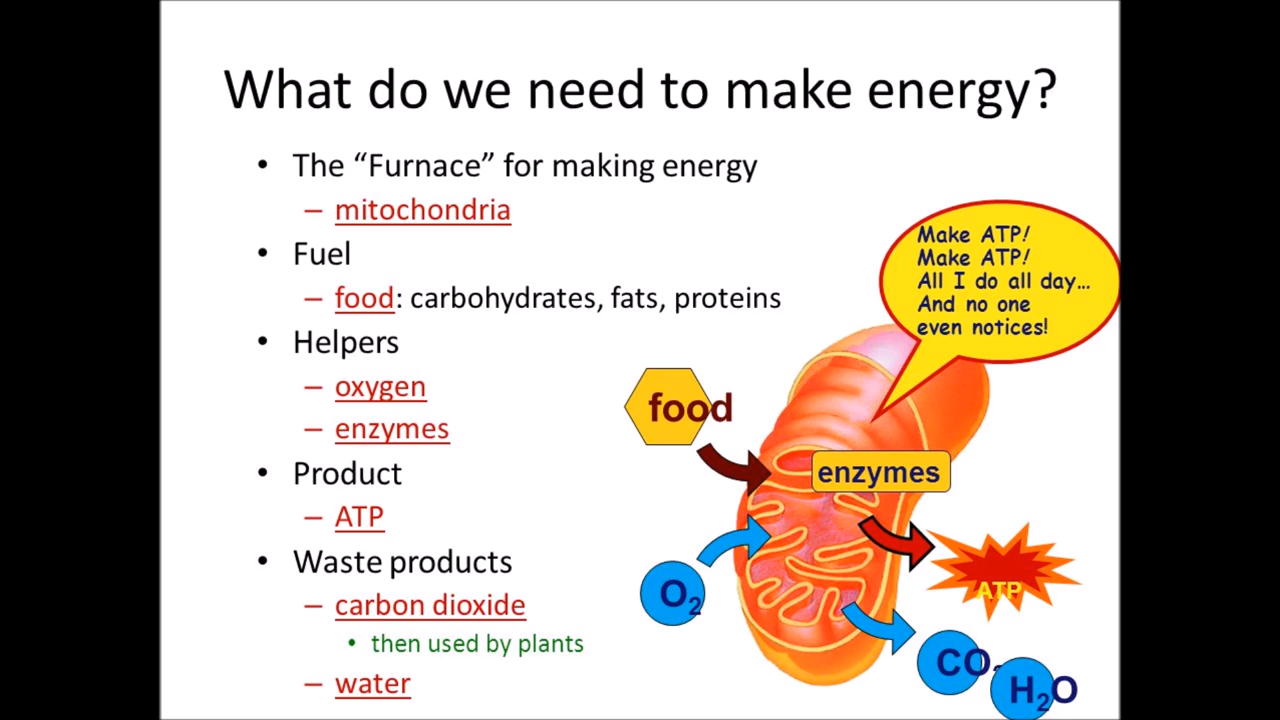 What do we need to make energy?
• The “Furnace” for making energy
– mitochondria
• Fuel
– food: carbohydrates, fats, proteins
• Helpers
– oxygen
– enzymes
• Product
– ATP
• Waste products
– carbon dioxide
• then used by plants
– water
Make ATP!
Make ATP!
All I do all day...
And no one
even notices!
food
enzymes
O₂
ATP
CO₂
H₂O